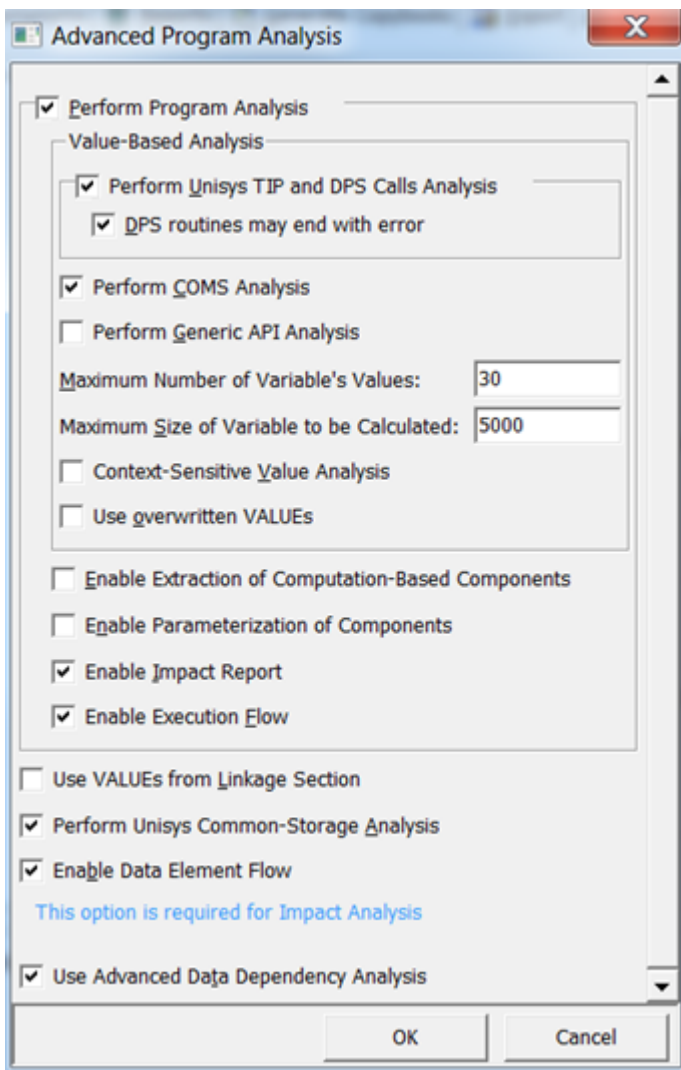 Advanced Program Analysis
Perform Program Analysis
Value-Based Analysis
Perform Unisys TIP and DPS Calls Analysis
DPS routines may end with error
Perform COMS Analysis
Perform Generic API Analysis
Maximum Number of Variable's Values: 30
Maximum Size of Variable to be Calculated: 5000
Context-Sensitive Value Analysis
Use overwritten VALUEs
Enable Extraction of Computation-Based Components
Enable Parameterization of Components
Enable Impact Report
Enable Execution Flow
Use VALUEs from Linkage Section
Perform Unisys Common-Storage Analysis
Enable Data Element Flow
This option is required for Impact Analysis
Use Advanced Data Dependency Analysis
OK Cancel